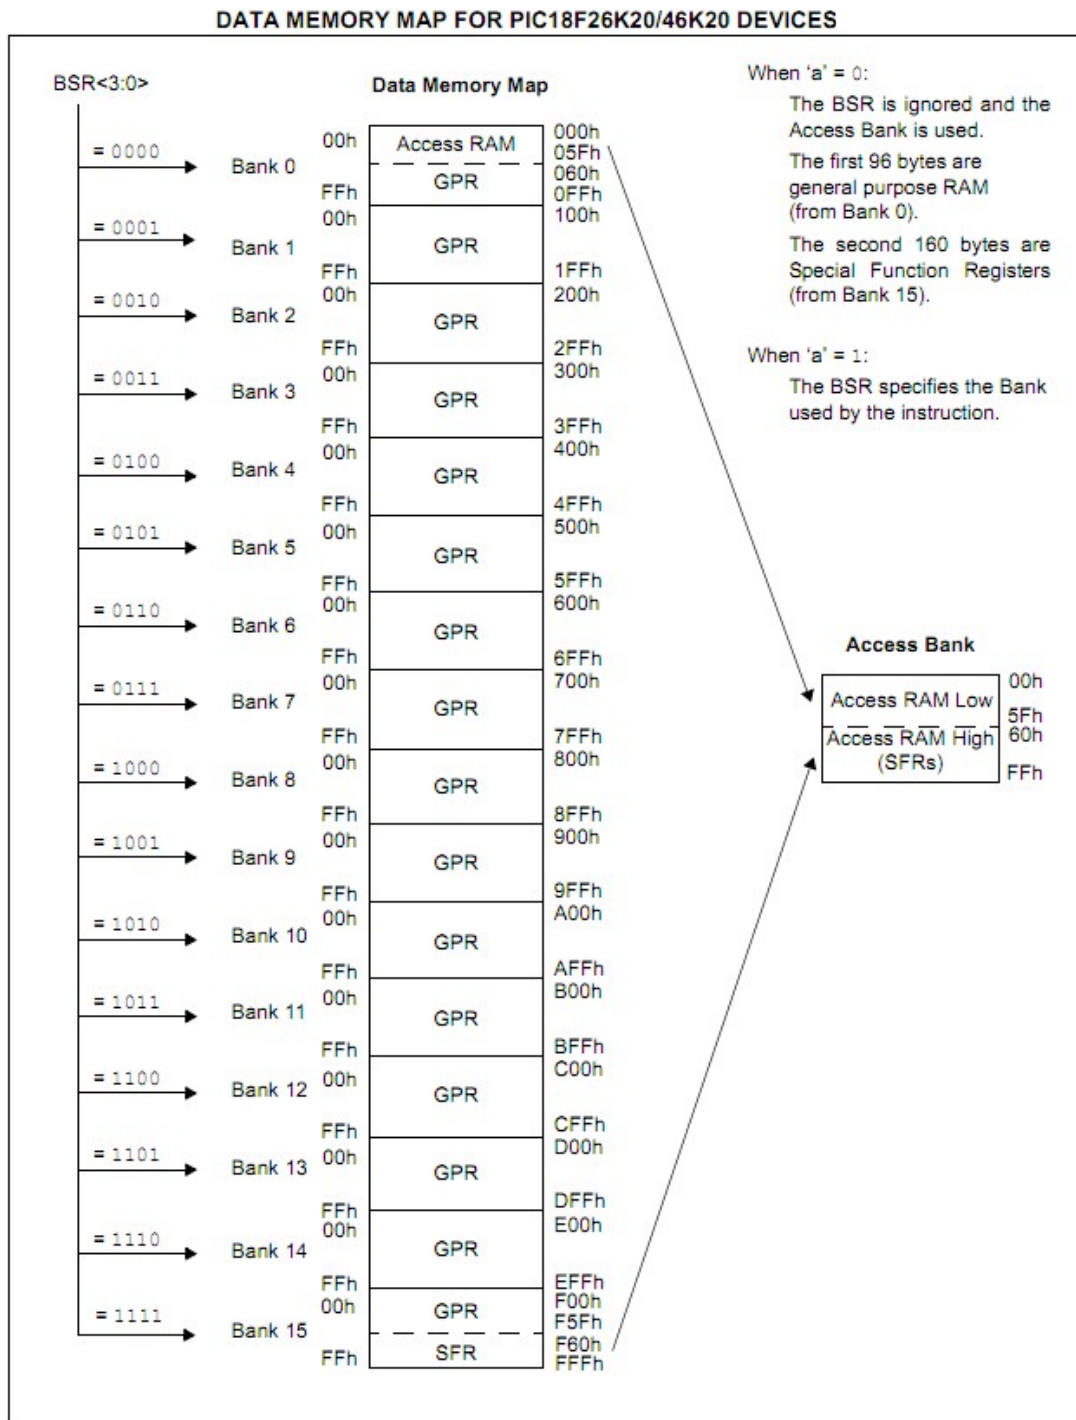 DATA MEMORY MAP FOR PIC18F26K20/46K20 DEVICES
BSR<3:0>
Data Memory Map
When ‘a’ = 0:
The BSR is ignored and the
Access Bank is used.
The first 96 bytes are
general purpose RAM
(from Bank 0).
The second 160 bytes are
Special Function Registers
(from Bank 15).
When ‘a’ = 1:
The BSR specifies the Bank
used by the instruction.
= 0000
Bank 0
00h
Access RAM
000h
05Fh
GPR
060h
FFh
0FFh
= 0001
Bank 1
00h
GPR
100h
FFh
1FFh
= 0010
Bank 2
00h
GPR
200h
FFh
2FFh
= 0011
Bank 3
00h
GPR
300h
FFh
3FFh
= 0100
Bank 4
00h
GPR
400h
FFh
4FFh
= 0101
Bank 5
00h
GPR
500h
FFh
5FFh
= 0110
Bank 6
00h
GPR
600h
FFh
6FFh
= 0111
Bank 7
00h
GPR
700h
FFh
7FFh
= 1000
Bank 8
00h
GPR
800h
FFh
8FFh
= 1001
Bank 9
00h
GPR
900h
FFh
9FFh
= 1010
Bank 10
00h
GPR
A00h
FFh
AFFh
= 1011
Bank 11
00h
GPR
B00h
FFh
BFFh
= 1100
Bank 12
00h
GPR
C00h
FFh
CFFh
= 1101
Bank 13
00h
GPR
D00h
FFh
DFFh
= 1110
Bank 14
00h
GPR
E00h
FFh
EFFh
= 1111
Bank 15
00h
GPR
F00h
F5Fh
SFR
F60h
FFh
FFFh
Access Bank
Access RAM Low
00h
5Fh
Access RAM High
(SFRs)
60h
FFh